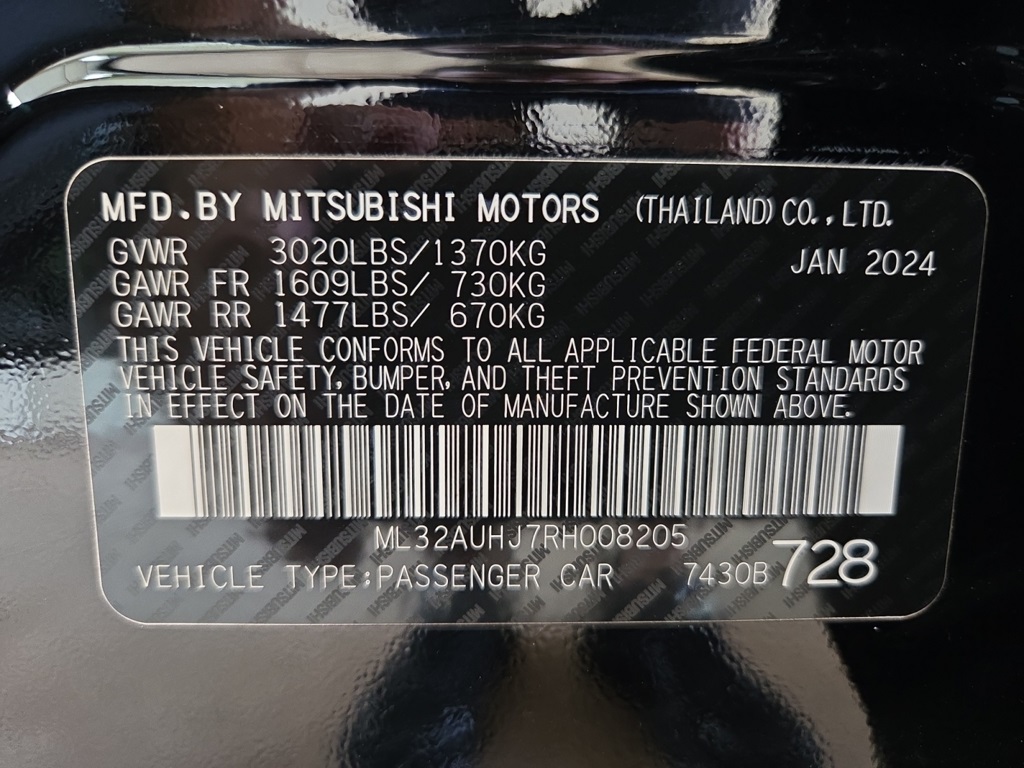 MFD.BY MITSUBISHI MOTORS (THAILAND) CO., LTD.
GVWR 3020LBS/1370KG JAN 2024
GAWR FR 1609LBS/ 730KG
GAWR RR 1477LBS/ 670KG
THIS VEHICLE CONFORMS TO ALL APPLICABLE FEDERAL MOTOR
VEHICLE SAFETY, BUMPER, AND THEFT PREVENTION STANDARDS
IN EFFECT ON THE DATE OF MANUFACTURE SHOWN ABOVE.
ML32AUHJ7RH008205
VEHICLE TYPE:PASSENGER CAR 7430B 728